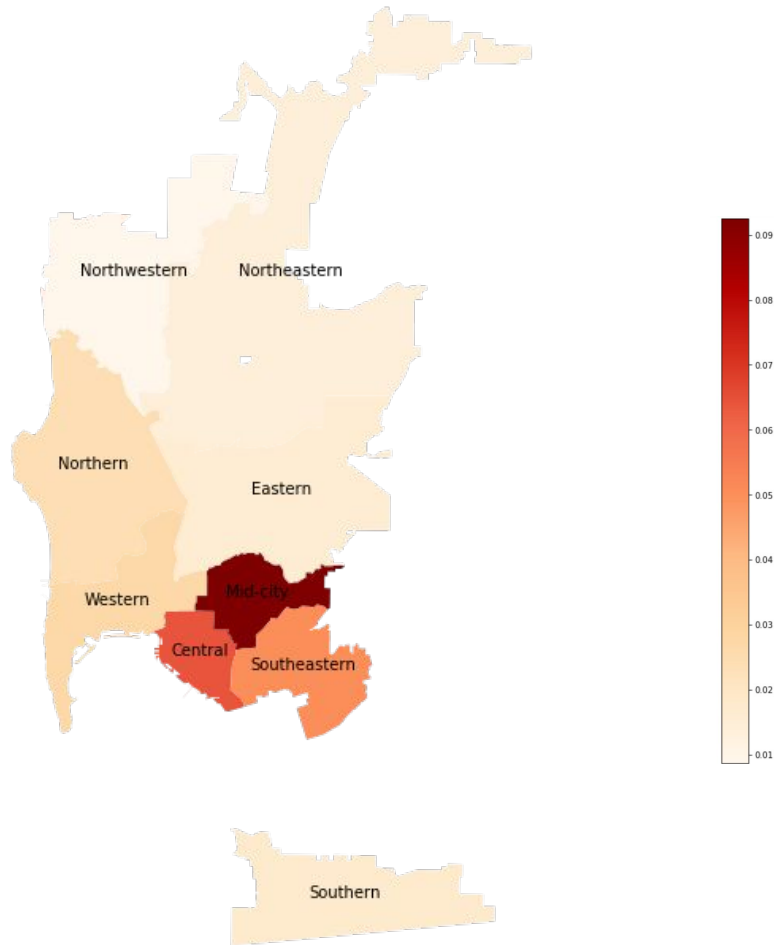 Northwestern
Northeastern
Northern
Eastern
Western
Mid-city
Central
Southeastern
Southern
0.09
0.08
0.07
0.06
0.05
0.04
0.03
0.02
0.01